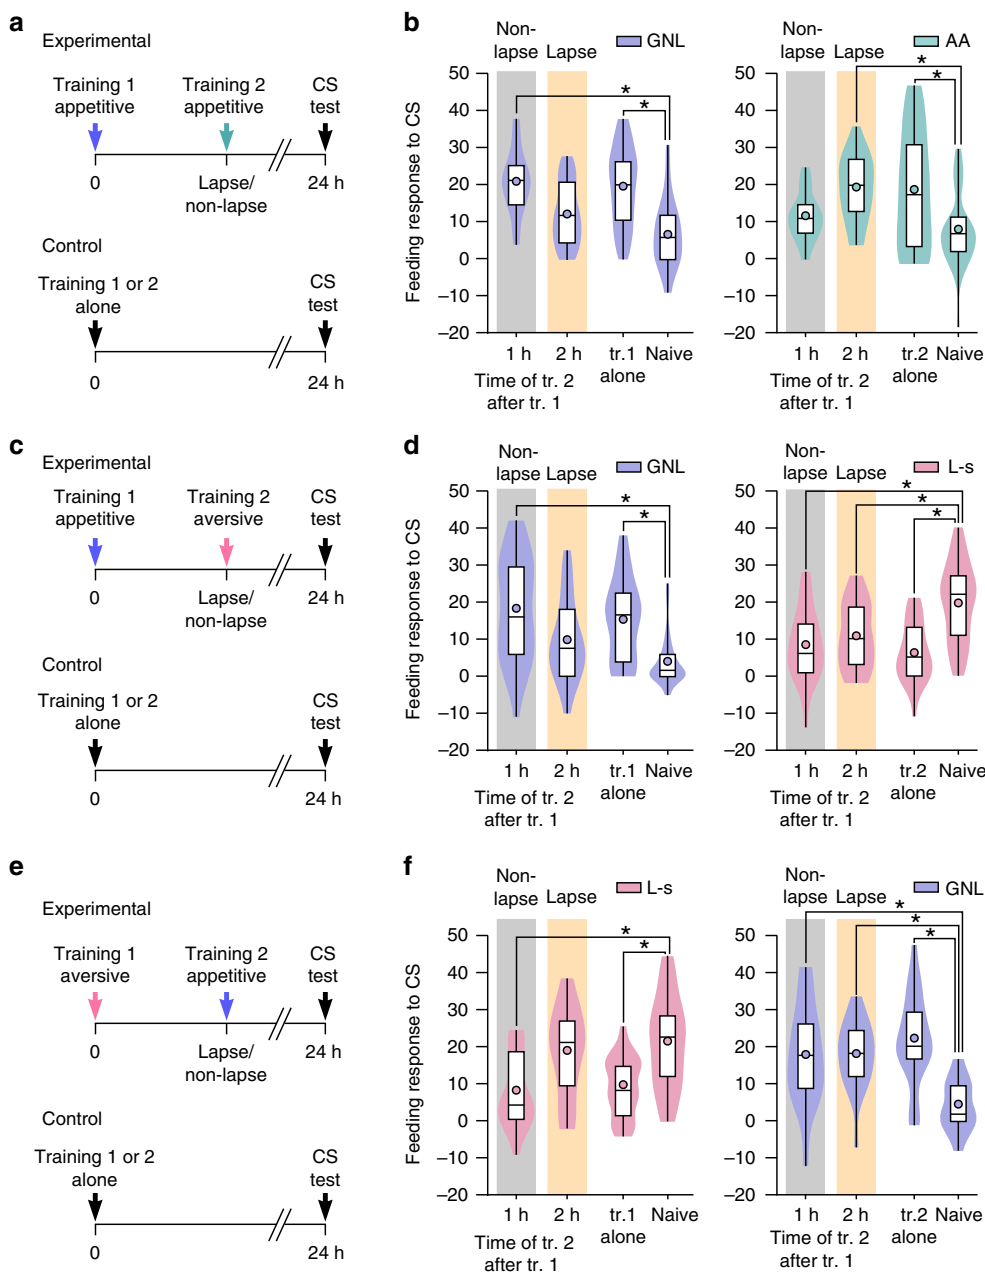 a
Experimental
Training 1
appetitive
Training 2
appetitive
CS
test
0
Lapse/
non-lapse
24 h
Control
Training 1 or 2
alone
CS
test
0
24 h
b
Non-
lapse
Lapse
GNL
*
*
Feeding response to CS
50
40
30
20
10
0
–10
–20
1 h
2 h
tr.1
alone
Naive
Time of tr. 2
after tr. 1
Non-
lapse
Lapse
AA
*
*
50
40
30
20
10
0
–10
–20
1 h
2 h
tr.2
alone
Naive
Time of tr. 2
after tr. 1
c
Experimental
Training 1
appetitive
Training 2
aversive
CS
test
0
Lapse/
non-lapse
24 h
Control
Training 1 or 2
alone
CS
test
0
24 h
d
Non-
lapse
Lapse
GNL
*
*
Feeding response to CS
50
40
30
20
10
0
–10
–20
1 h
2 h
tr.1
alone
Naive
Time of tr. 2
after tr. 1
Non-
lapse
Lapse
L-s
*
*
*
50
40
30
20
10
0
–10
–20
1 h
2 h
tr.2
alone
Naive
Time of tr. 2
after tr. 1
e
Experimental
Training 1
aversive
Training 2
appetitive
CS
test
0
Lapse/
non-lapse
24 h
Control
Training 1 or 2
alone
CS
test
0
24 h
f
Non-
lapse
Lapse
L-s
*
*
Feeding response to CS
50
40
30
20
10
0
–10
–20
1 h
2 h
tr.1
alone
Naive
Time of tr. 2
after tr. 1
Non-
lapse
Lapse
GNL
*
*
*
50
40
30
20
10
0
–10
–20
1 h
2 h
tr.2
alone
Naive
Time of tr. 2
after tr. 1